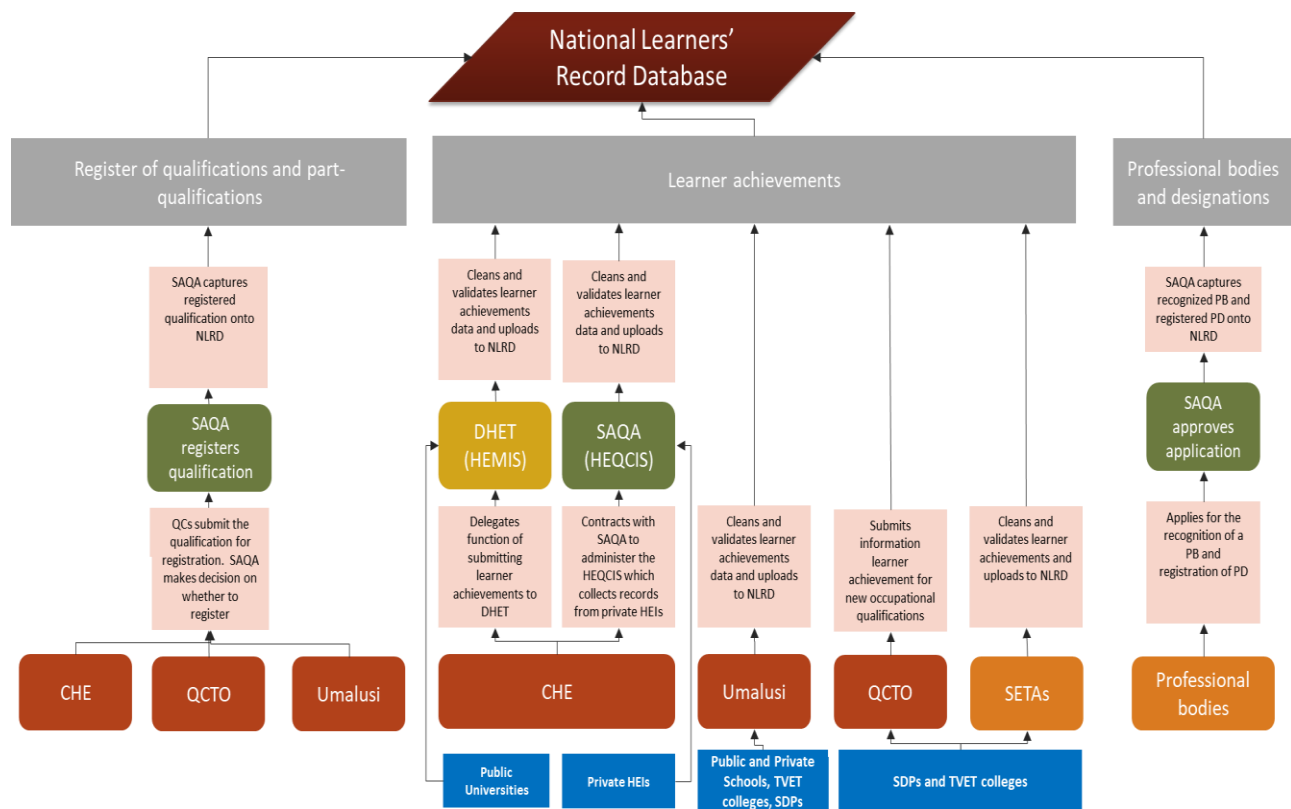 National Learners'
Record Database
Register of qualifications and part-
qualifications
Learner achievements
Professional bodies
and designations
SAQA captures
registered
qualification onto
NLRD
Cleans and
validates learner
achievements
data and uploads
to NLRD
Cleans and
validates learner
achievements
data and uploads
to NLRD
SAQA captures
recognized PB and
registered PD onto
NLRD
SAQA
registers
qualification
DHET
(HEMIS)
SAQA
(HEQCIS)
SAQA
approves
application
QCs submit the
qualification for
registration. SAQA
makes decision on
whether to
register
Delegates
function of
submitting
learner
achievements to
DHET
Contracts with
SAQA to
administer the
HEQCIS which
collects records
from private HEIs
Cleans and
validates learner
achievements
data and uploads
to NLRD
Submits
information
learner
achievement for
new occupational
qualifications
Cleans and
validates learner
achievements and
uploads to NLRD
Applies for the
recognition of a
PB and
registration of PD
CHE
QCTO
Umalusi
CHE
Umalusi
QCTO
SETAs
Professional
bodies
Public
Universities
Private HEIs
Public and Private
Schools, TVET
colleges, SDPs
SDPs and TVET colleges